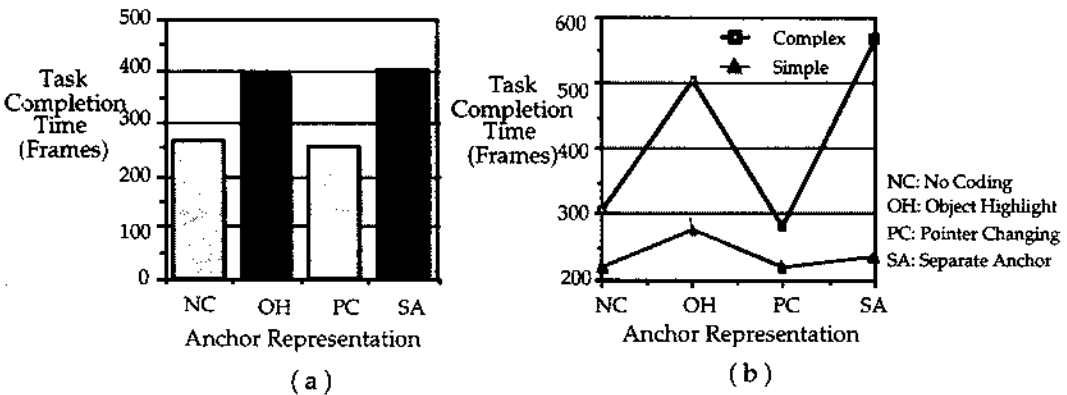 500
400
300
200
100
0
Task
Completion
Time
(Frames)
NC
OH
PC
SA
Anchor Representation
( a )
600
500
400
300
200
Task
Completion
Time
(Frames)
Complex
Simple
NC
OH
PC
SA
Anchor Representation
( b )
NC: No Coding
OH: Object Highlight
PC: Pointer Changing
SA: Separate Anchor